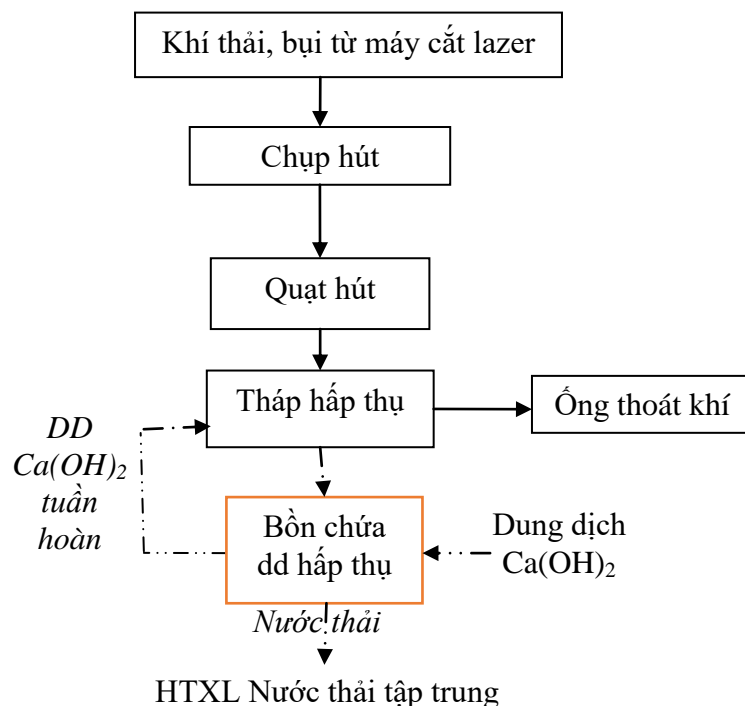 Khí thải, bụi từ máy cắt lazer
Chụp hút
Quạt hút
Tháp hấp thụ
Ống thoát khí
DD
Ca(OH)₂
tuần
hoàn
Bồn chứa
dd hấp thụ
Dung dịch
Ca(OH)₂
Nước thải
HTXL Nước thải tập trung